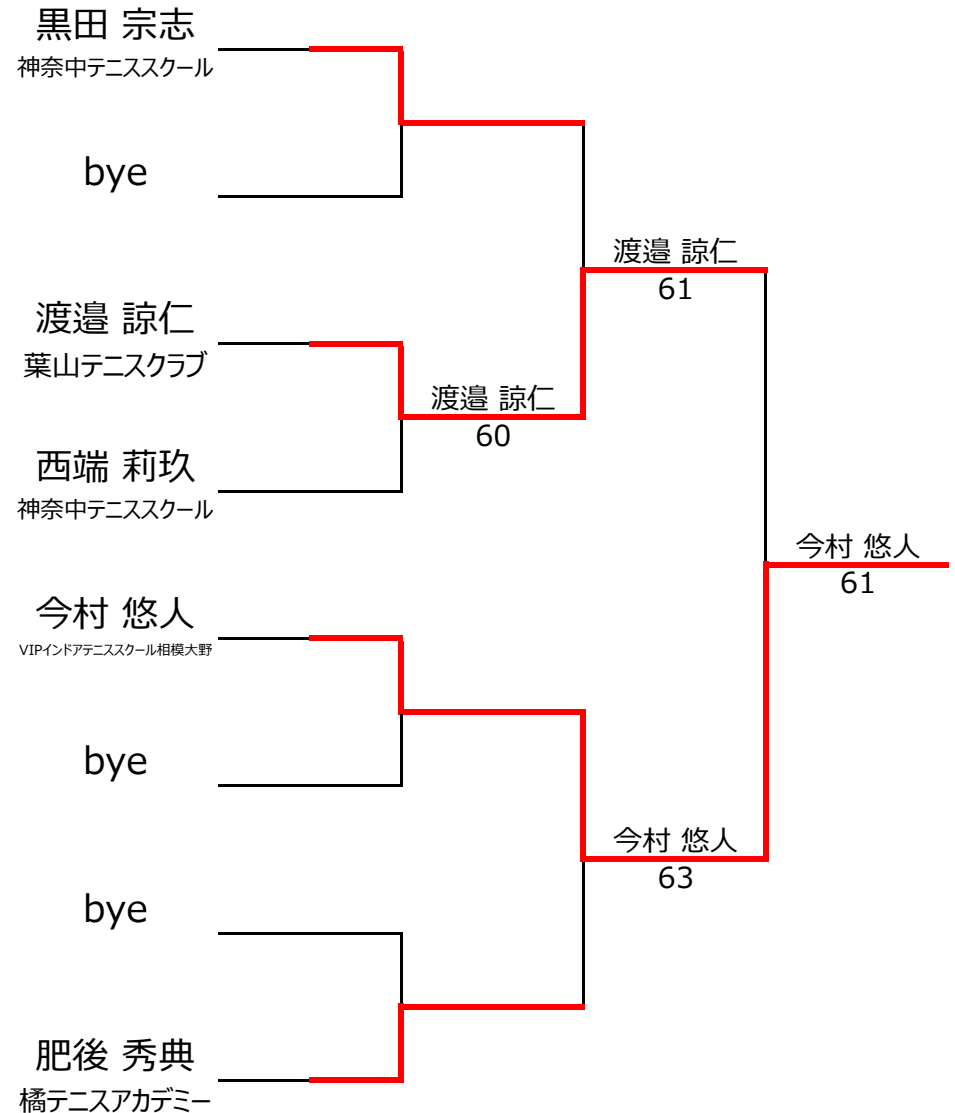 黒田 宗志
神奈中テニススクール
bye
渡邉 諒仁
61
渡邉 諒仁
葉山テニスクラブ
渡邉 諒仁
60
西端 莉玖
神奈中テニススクール
今村 悠人
61
今村 悠人
VIPインドアテニススクール相模大野
bye
今村 悠人
63
bye
肥後 秀典
橘テニスアカデミー